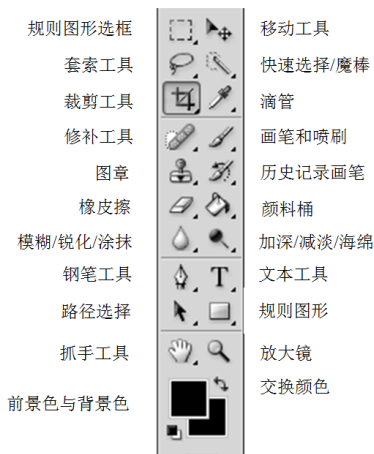 规则图形选框 移动工具
套索工具 快速选择/魔棒
裁剪工具 滴管
修补工具 画笔和喷刷
图章 历史记录画笔
橡皮擦 颜料桶
模糊/锐化/涂抹 加深/减淡/海绵
钢笔工具 T 文本工具
路径选择 规则图形
抓手工具 放大镜
交换颜色
前景色与背景色